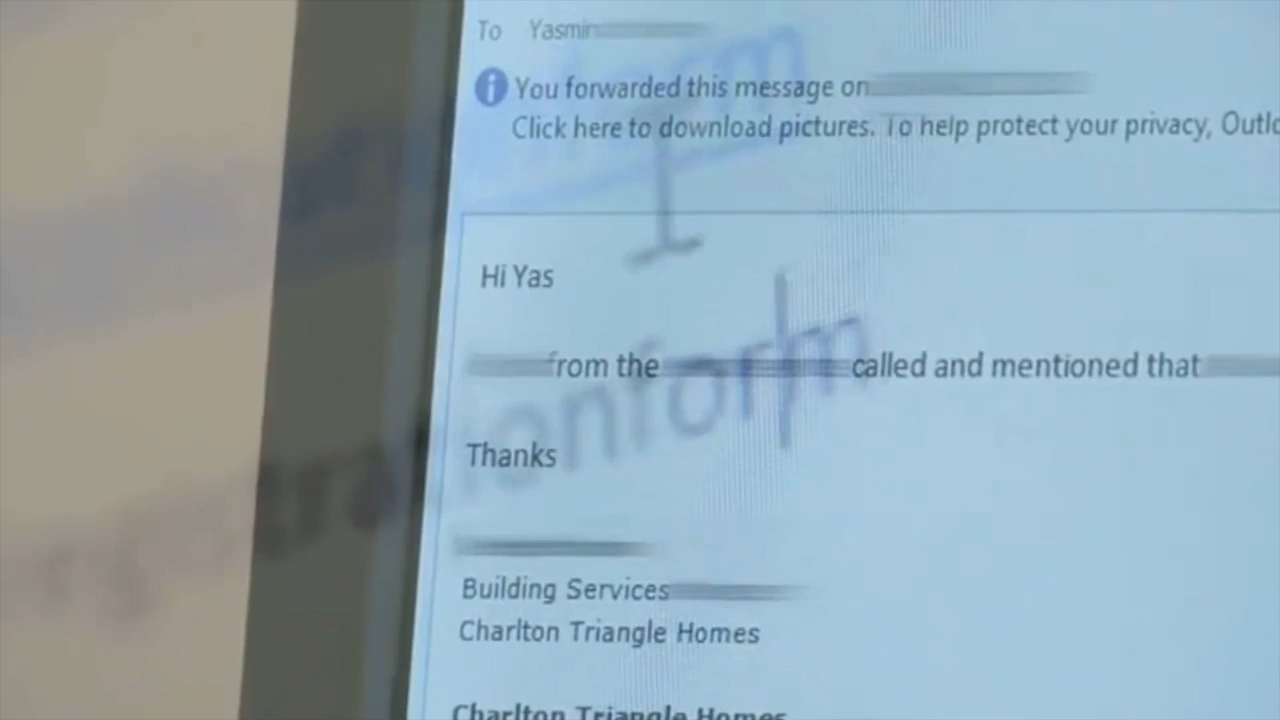 To Yasmin
You forwarded this message on
Click here to download pictures. To help protect your privacy, Outlo
Hi Yas
from the called and mentioned that
Thanks
Building Services
Charlton Triangle Homes
Charlton Triangle Homes